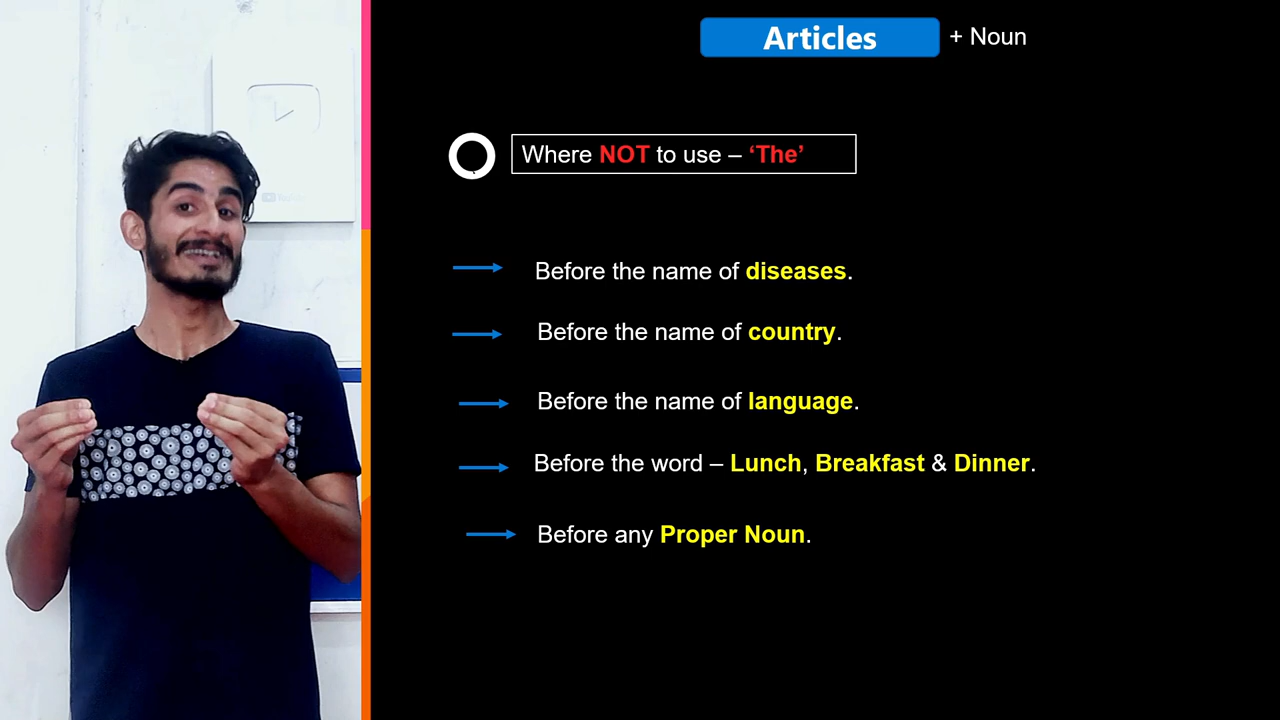 Articles + Noun
Where NOT to use – ‘The’
Before the name of diseases.
Before the name of country.
Before the name of language.
Before the word – Lunch, Breakfast & Dinner.
Before any Proper Noun.